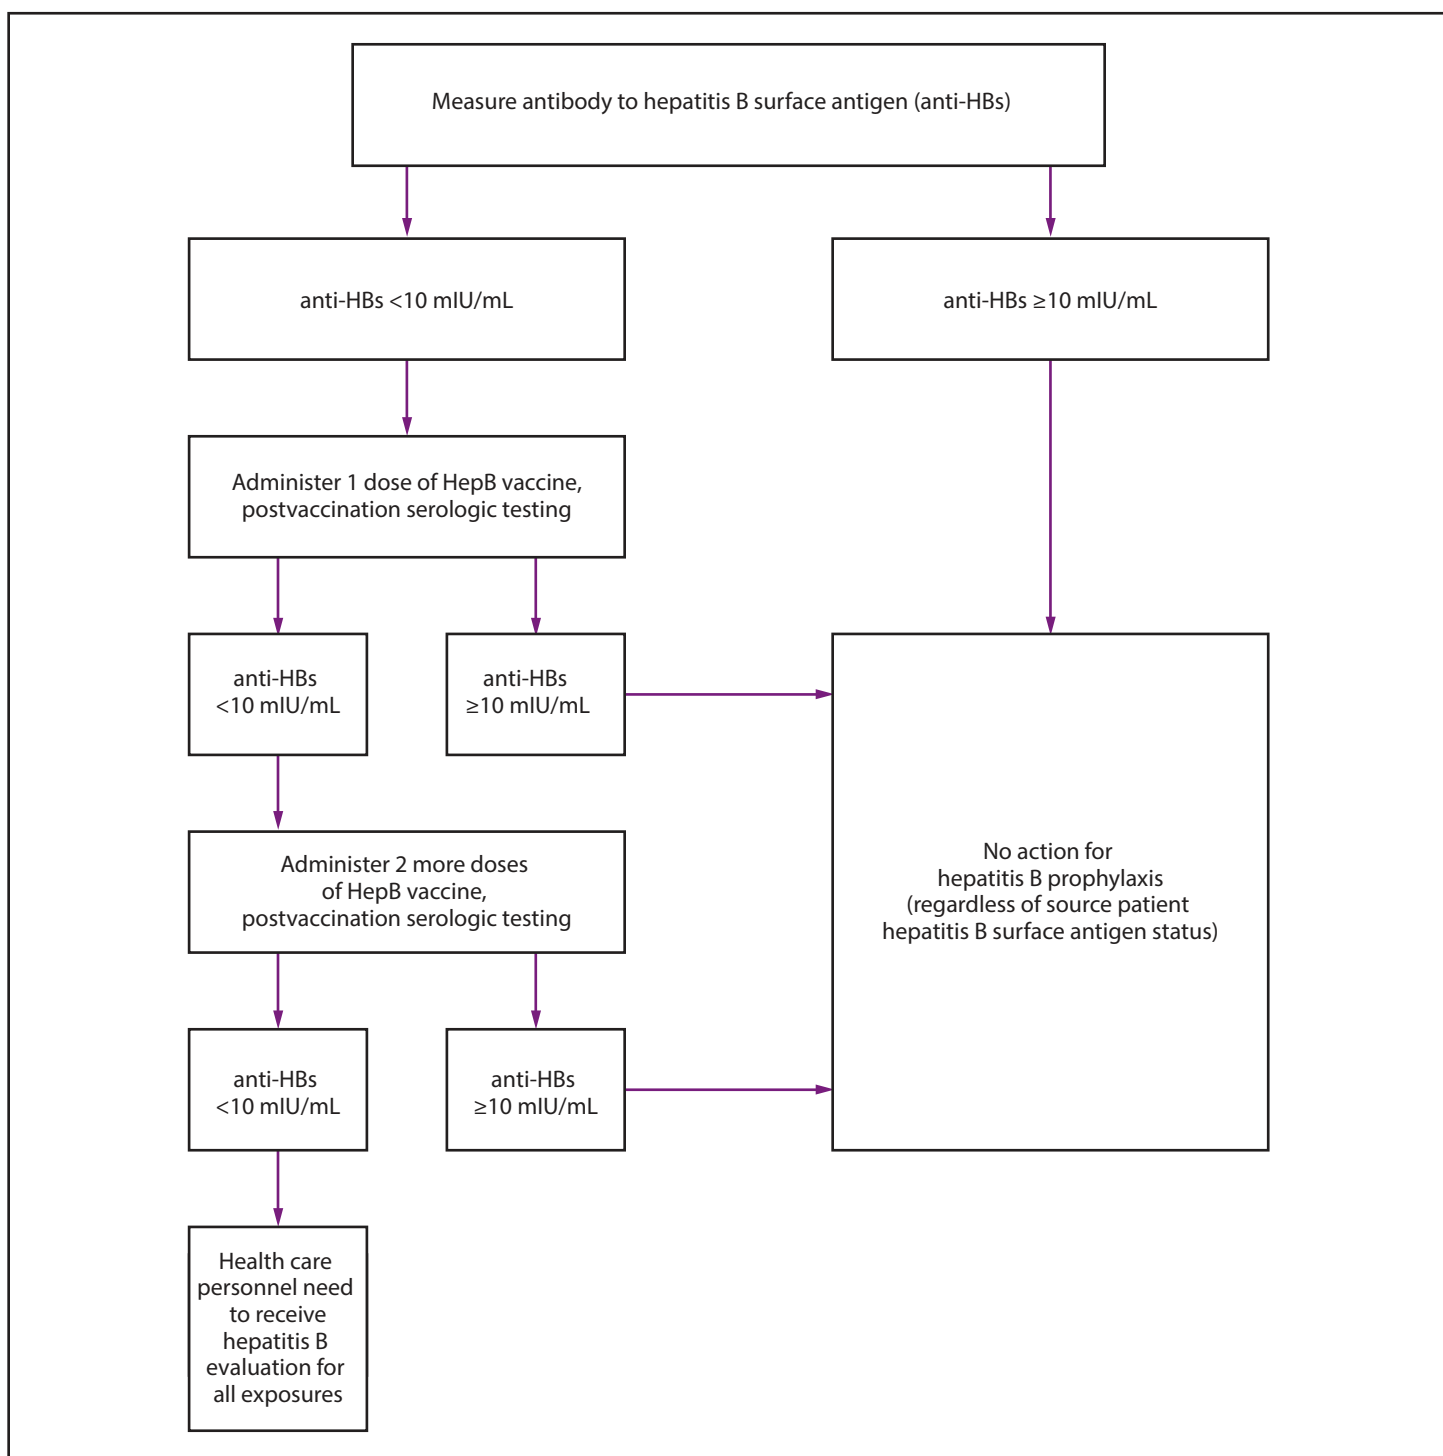 Measure antibody to hepatitis B surface antigen (anti-HBs)
anti-HBs <10 mIU/mL
anti-HBs ≥10 mIU/mL
Administer 1 dose of HepB vaccine,
postvaccination serologic testing
anti-HBs
<10 mIU/mL
anti-HBs
≥10 mIU/mL
Administer 2 more doses
of HepB vaccine,
postvaccination serologic testing
No action for
hepatitis B prophylaxis
(regardless of source patient
hepatitis B surface antigen status)
anti-HBs
<10 mIU/mL
anti-HBs
≥10 mIU/mL
Health care
personnel need
to receive
hepatitis B
evaluation for
all exposures